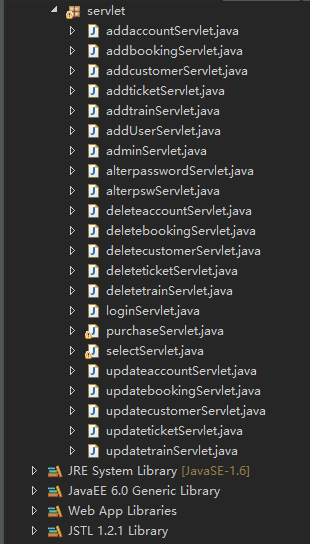 servlet
addaccountServlet.java
addbookingServlet.java
addcustomerServlet.java
addticketServlet.java
addtrainServlet.java
addUserServlet.java
adminServlet.java
alterpasswordServlet.java
alterpswServlet.java
deleteaccountServlet.java
deletebookingServlet.java
deletecustomerServlet.java
deleteticketServlet.java
deletetrainServlet.java
loginServlet.java
purchaseServlet.java
selectServlet.java
updateaccountServlet.java
updatebookingServlet.java
updatecustomerServlet.java
updateticketServlet.java
updatetrainServlet.java
JRE System Library [JavaSE-1.6]
JavaEE 6.0 Generic Library
Web App Libraries
JSTL 1.2.1 Library